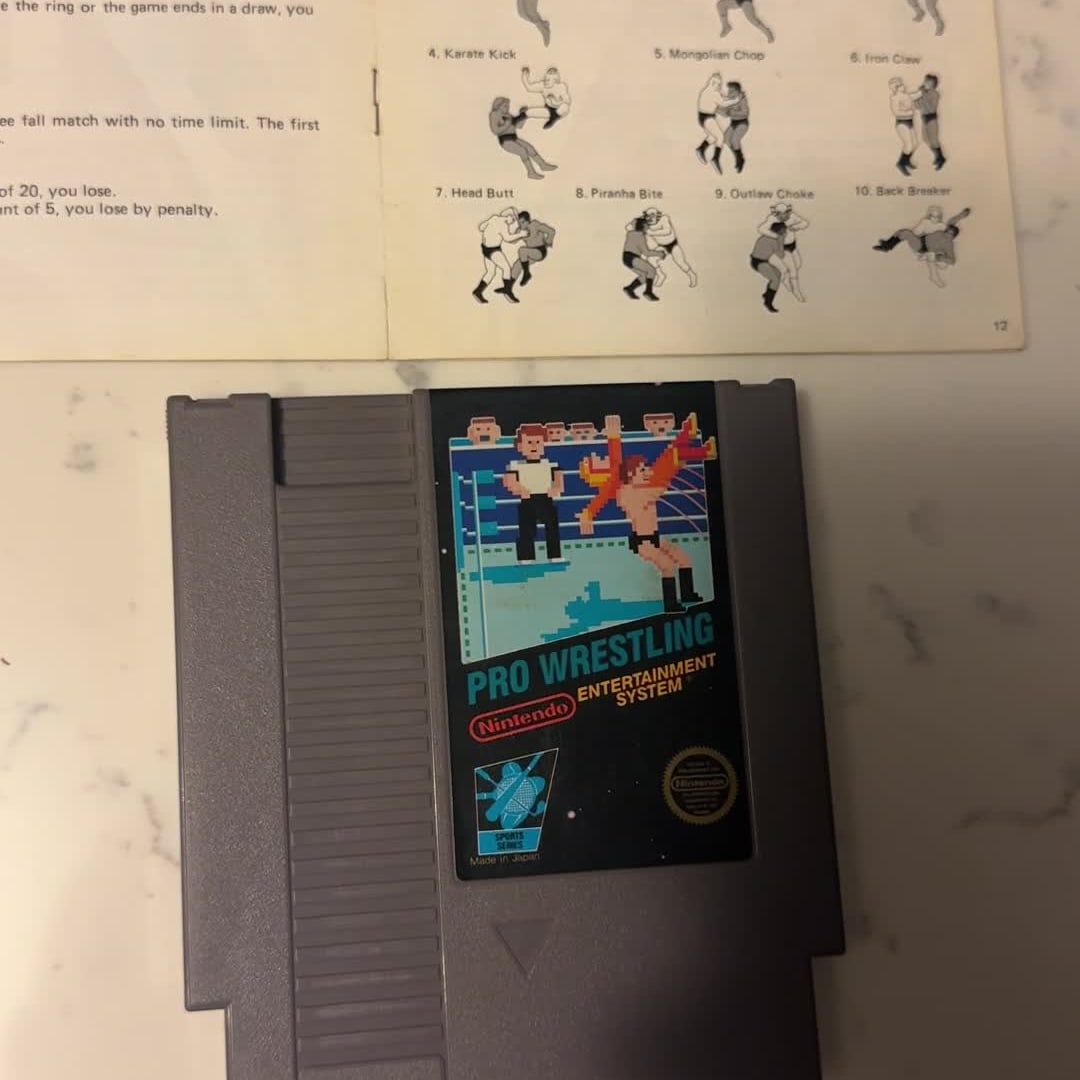 e the ring or the game ends in a draw, you
ee fall match with no time limit. The first
of 20, you lose.
nt of 5, you lose by penalty.
4. Karate Kick
5. Mongolian Chop
6. Iron Claw
7. Head Butt
8. Piranha Bite
9. Outlaw Choke
10. Back Breaker
12
PRO WRESTLING
Nintendo
ENTERTAINMENT
SYSTEM
SPORTS
SERIES
Made in Japan
Nintendo